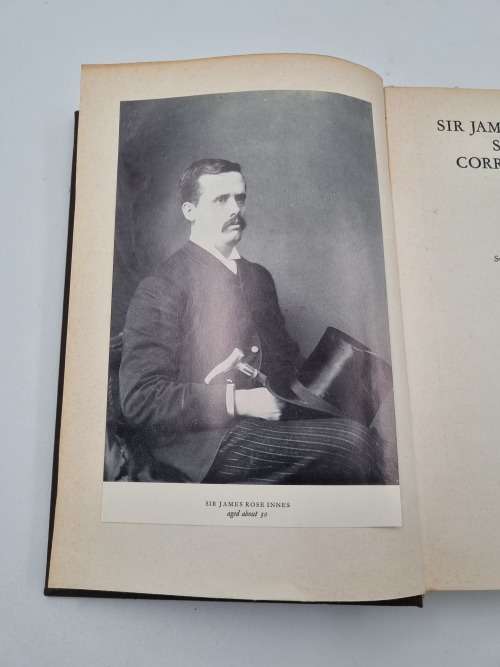 SIR JAMES ROSE INNES
aged about 30
SIR JAM
S
CORR
S